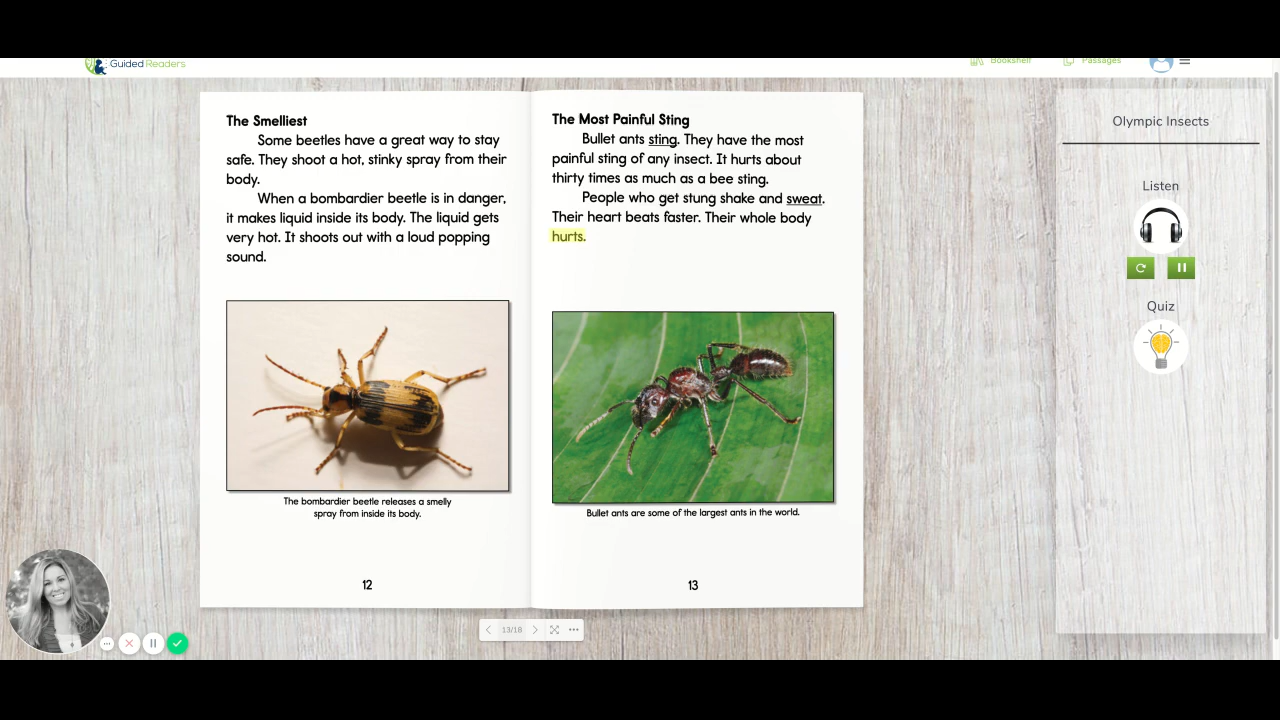 Guided Readers
Bookshelf
Passages
The Smelliest
Some beetles have a great way to stay
safe. They shoot a hot, stinky spray from their
body.
When a bombardier beetle is in danger,
it makes liquid inside its body. The liquid gets
very hot. It shoots out with a loud popping
sound.
The bombardier beetle releases a smelly
spray from inside its body.
12
The Most Painful Sting
Bullet ants sting. They have the most
painful sting of any insect. It hurts about
thirty times as much as a bee sting.
People who get stung shake and sweat.
Their heart beats faster. Their whole body
hurts.
Bullet ants are some of the largest ants in the world.
13
Olympic Insects
Listen
Quiz
13/18